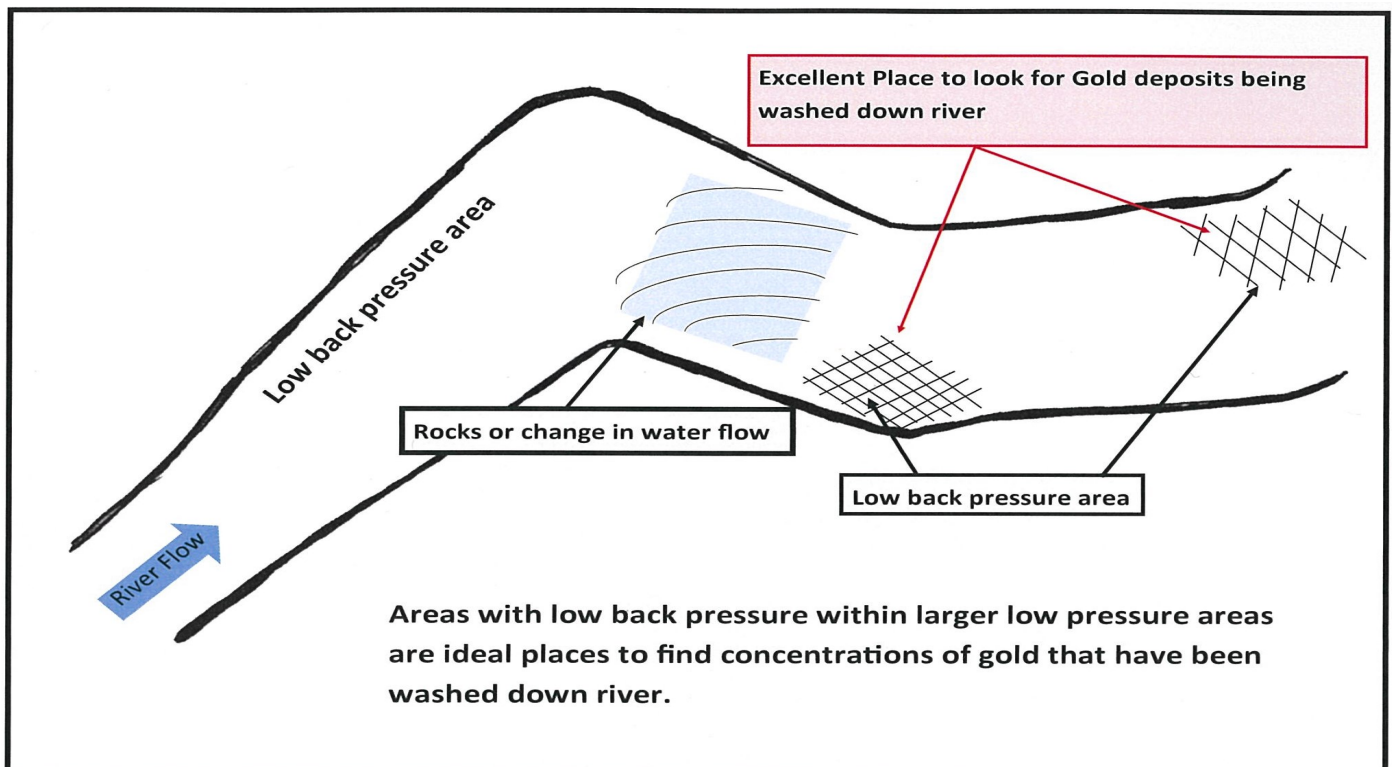 Excellent Place to look for Gold deposits being
washed down river
Low back pressure area
Rocks or change in water flow
Low back pressure area
River Flow
Areas with low back pressure within larger low pressure areas
are ideal places to find concentrations of gold that have been
washed down river.